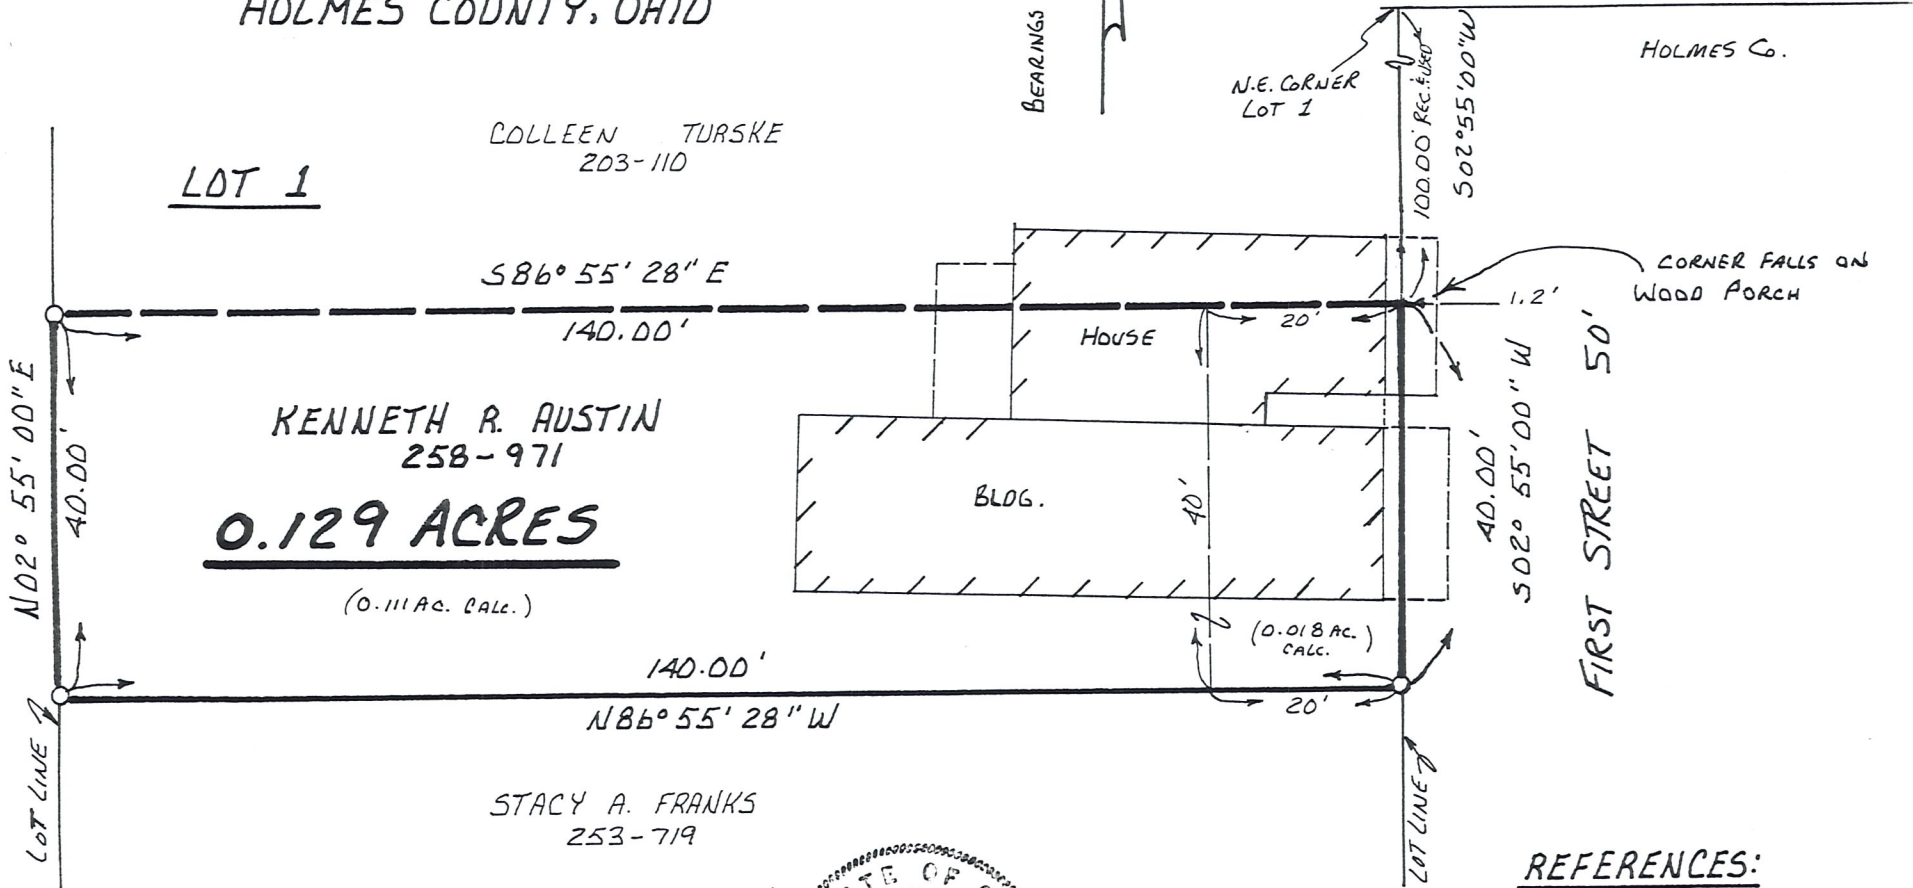 HOLMES COUNTY, OHIO
BEARINGS
HOLMES CO.
N.E. CORNER
LOT 1
100.00' REC. & USED
S02°55'00"W
COLLEEN TURSKE
203-110
LOT 1
S86° 55' 28" E
140.00'
CORNER FALLS ON
WOOD PORCH
1.2'
20'
HOUSE
N02° 55' 00" E
40.00'
KENNETH R. AUSTIN
258-971
0.129 ACRES
(0.111 AC. CALC.)
BLDG.
40'
(0.018 AC.)
CALC.
40.00'
S02° 55' 00" W
FIRST STREET 50'
140.00'
N86° 55' 28" W
20'
LOT LINE
STACY A. FRANKS
253-719
LOT LINE
TE OF
REFERENCES: